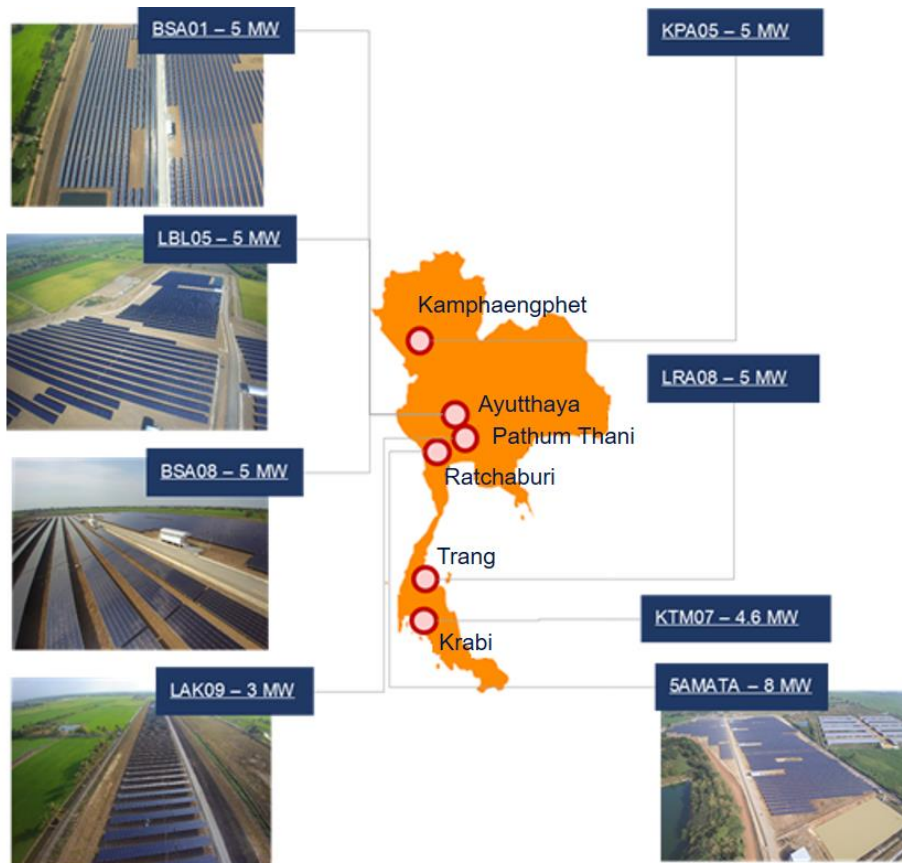 BSA01 – 5 MW
KPA05 – 5 MW
LBL05 – 5 MW
Kamphaengphet
LRA08 – 5 MW
Ayutthaya
Pathum Thani
BSA08 – 5 MW
Ratchaburi
Trang
KTM07 – 4.6 MW
Krabi
LAK09 – 3 MW
5AMATA – 8 MW